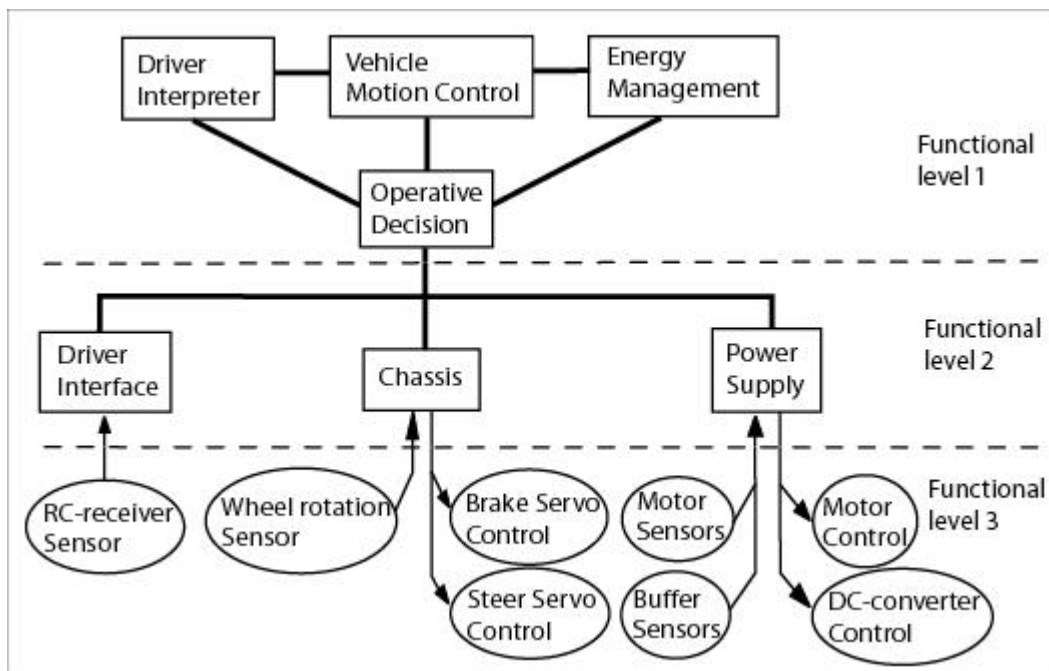 Driver
Interpreter
Vehicle
Motion Control
Energy
Management
Functional
level 1
Operative
Decision
Functional
level 2
Driver
Interface
Chassis
Power
Supply
Functional
level 3
RC-receiver
Sensor
Wheel rotation
Sensor
Brake Servo
Control
Motor
Sensors
Motor
Control
Steer Servo
Control
Buffer
Sensors
DC-converter
Control